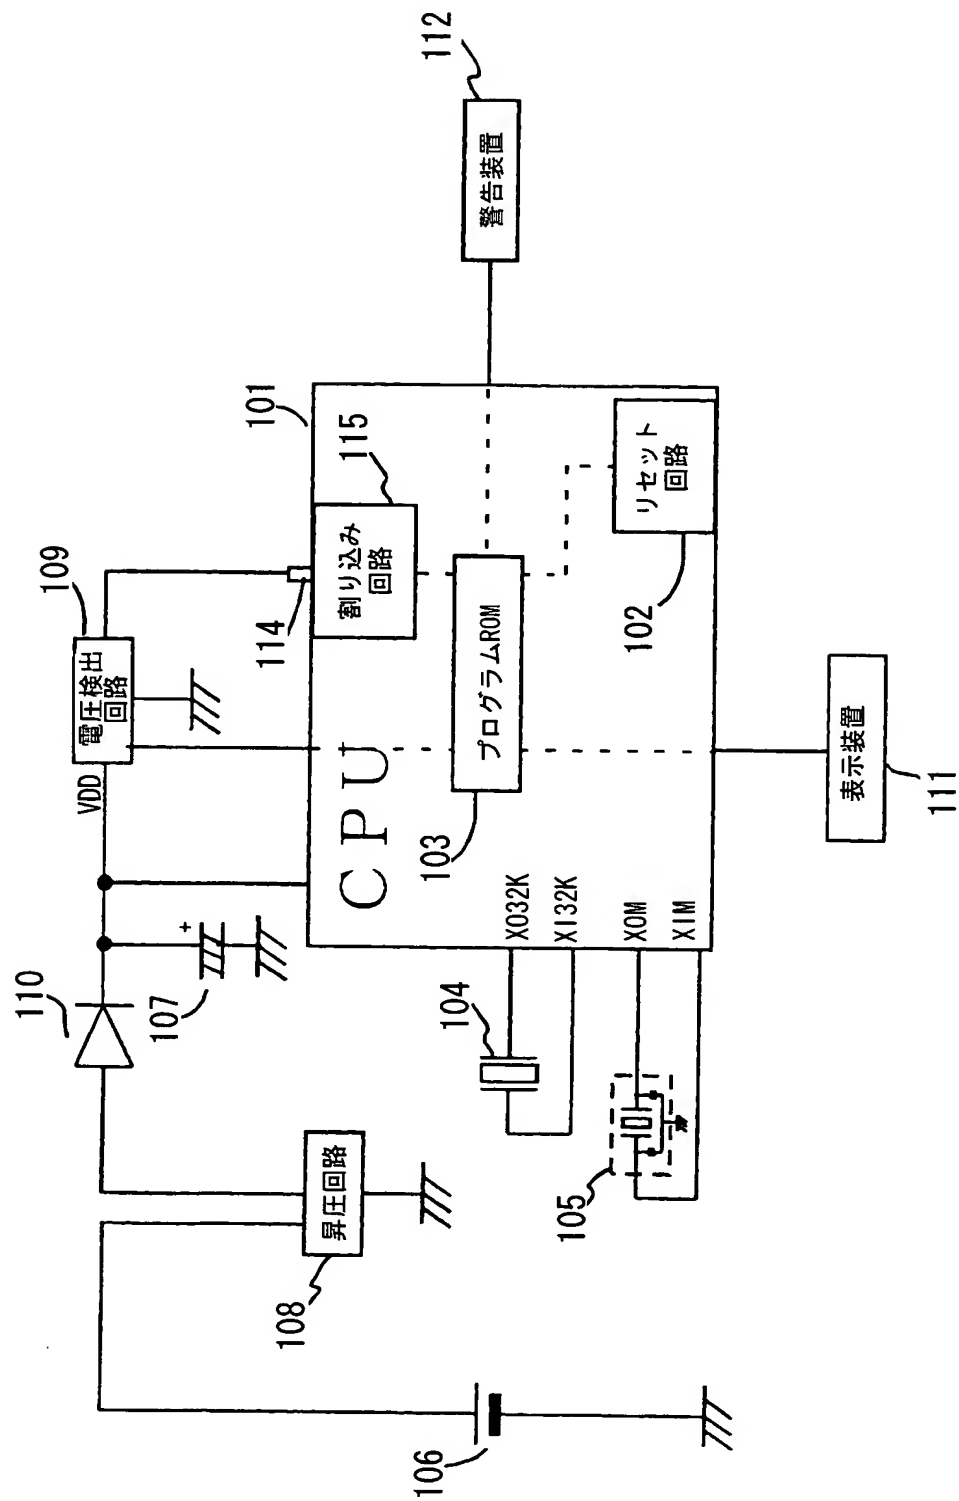 110
109
VDD
電圧検出
回路
107
+
101
114
108
昇圧回路
115
割り込み
回路
CPU
106
103
112
104
プログラムROM
警告装置
XO32K
XI32K
105
XOM
102
リセット
回路
XIM
表示装置
111